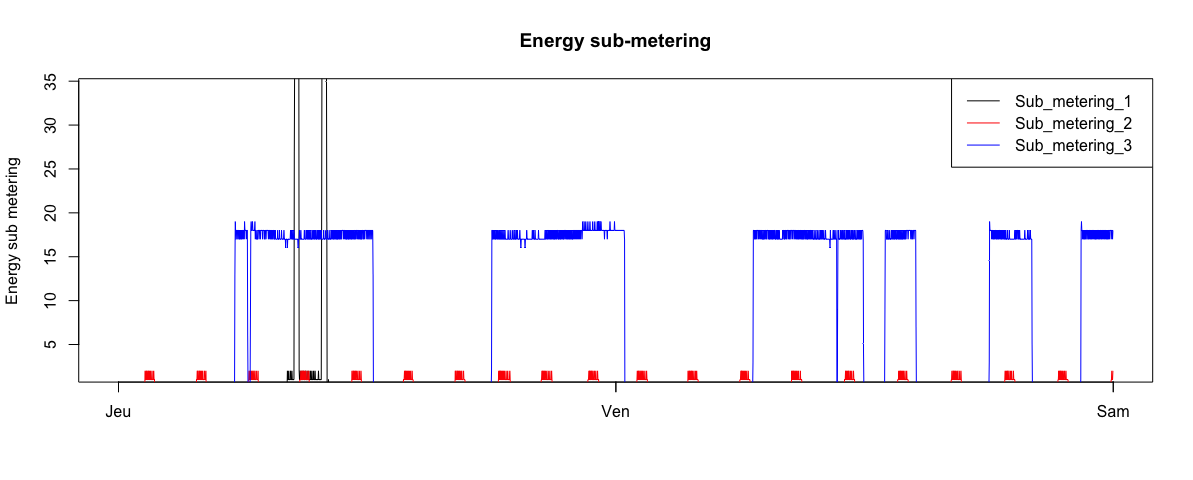 Energy sub-metering
Energy sub metering
35
30
25
20
15
10
5
Sub_metering_1
Sub_metering_2
Sub_metering_3
Jeu
Ven
Sam